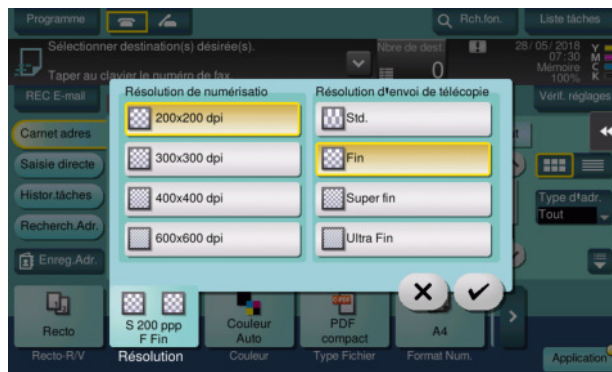 Programme
Rch.fon.
Liste tâches
Sélectionner destination(s) désirée(s).
Nbre de dest.
0
28/05/2018
07:30
Mémoire
100%
Y
M
C
K
Taper au clavier le numéro de fax.
REC E-mail
Vérif. réglages
Résolution de numérisatio
Résolution d'envoi de télécopie
200x200 dpi
Std.
300x300 dpi
Fin
400x400 dpi
Super fin
600x600 dpi
Ultra Fin
Carnet adres
Saisie directe
Histor.tâches
Recherch.Adr.
Enreg.Adr.
Type d'adr.
Tout
Recto
S 200 ppp
F Fin
Couleur
Auto
PDF
compact
A4
Recto-R/V
Résolution
Couleur
Type Fichier
Format Num.
Application